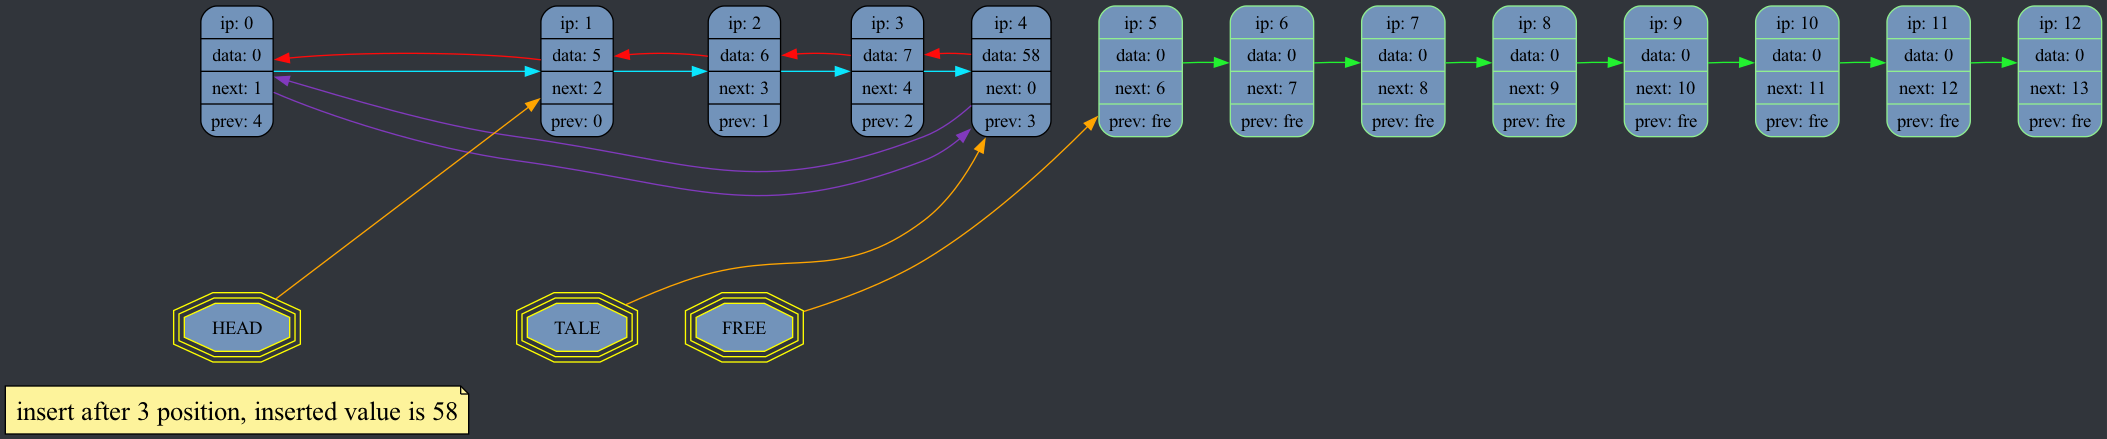 ip: 0
data: 0
next: 1
prev: 4
ip: 1
data: 5
next: 2
prev: 0
ip: 2
data: 6
next: 3
prev: 1
ip: 3
data: 7
next: 4
prev: 2
ip: 4
data: 58
next: 0
prev: 3
ip: 5
data: 0
next: 6
prev: fre
ip: 6
data: 0
next: 7
prev: fre
ip: 7
data: 0
next: 8
prev: fre
ip: 8
data: 0
next: 9
prev: fre
ip: 9
data: 0
next: 10
prev: fre
ip: 10
data: 0
next: 11
prev: fre
ip: 11
data: 0
next: 12
prev: fre
ip: 12
data: 0
next: 13
prev: fre
HEAD
TALE
FREE
insert after 3 position, inserted value is 58